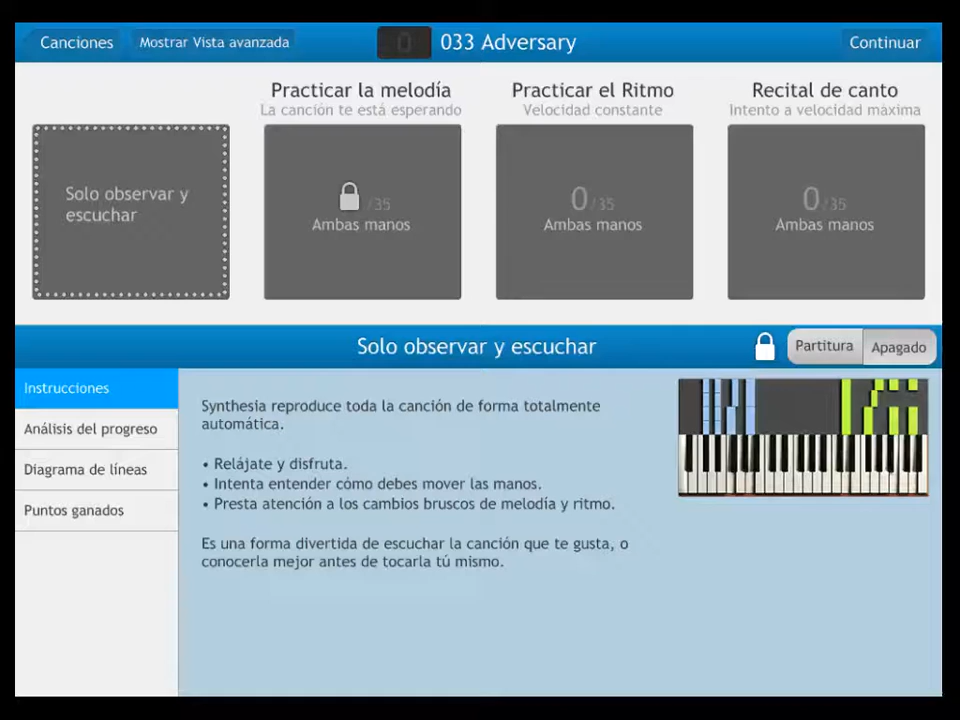 Canciones
Mostrar Vista avanzada
0
033 Adversary
Continuar
Practicar la melodía
La canción te está esperando
Practicar el Ritmo
Velocidad constante
Recital de canto
Intento a velocidad máxima
Solo observar y
escuchar
/35
Ambas manos
0/35
Ambas manos
0/35
Ambas manos
Solo observar y escuchar
Partitura
Apagado
Instrucciones
Análisis del progreso
Diagrama de líneas
Puntos ganados
Synthesia reproduce toda la canción de forma totalmente
automática.
• Relájate y disfruta.
• Intenta entender cómo debes mover las manos.
• Presta atención a los cambios bruscos de melodía y ritmo.
Es una forma divertida de escuchar la canción que te gusta, o
conocerla mejor antes de tocarla tú mismo.